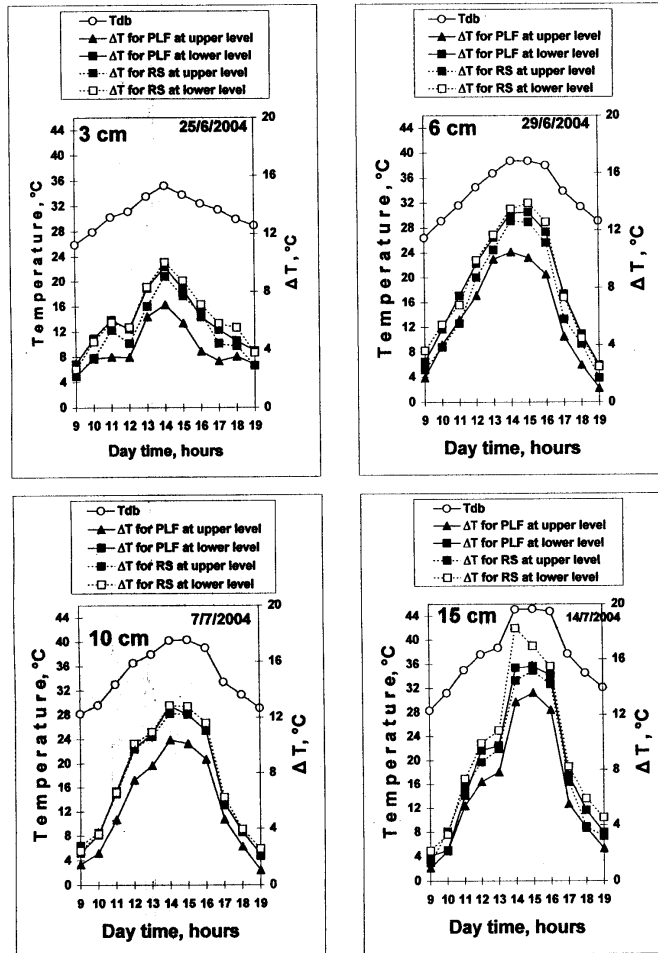 Tdb
ΔT for PLF at upper level
ΔT for PLF at lower level
ΔT for RS at upper level
ΔT for RS at lower level
3 cm
25/6/2004
Temperature, °C
44
40
36
32
28
24
20
16
12
8
4
0
20
16
12
8
4
0
ΔT, °C
9 10 11 12 13 14 15 16 17 18 19
Day time, hours
Tdb
ΔT for PLF at upper level
ΔT for PLF at lower level
ΔT for RS at upper level
ΔT for RS at lower level
6 cm
29/6/2004
Temperature, °C
44
40
36
32
28
24
20
16
12
8
4
0
20
16
12
8
4
0
ΔT, °C
9 10 11 12 13 14 15 16 17 18 19
Day time, hours
Tdb
ΔT for PLF at upper level
ΔT for PLF at lower level
ΔT for RS at upper level
ΔT for RS at lower level
10 cm
7/7/2004
Temperature, °C
44
40
36
32
28
24
20
16
12
8
4
0
20
16
12
8
4
0
ΔT, °C
9 10 11 12 13 14 15 16 17 18 19
Day time, hours
Tdb
ΔT for PLF at upper level
ΔT for PLF at lower level
ΔT for RS at upper level
ΔT for RS at lower level
15 cm
14/7/2004
Temperature, °C
44
40
36
32
28
24
20
16
12
8
4
0
20
16
12
8
4
0
ΔT, °C
9 10 11 12 13 14 15 16 17 18 19
Day time, hours